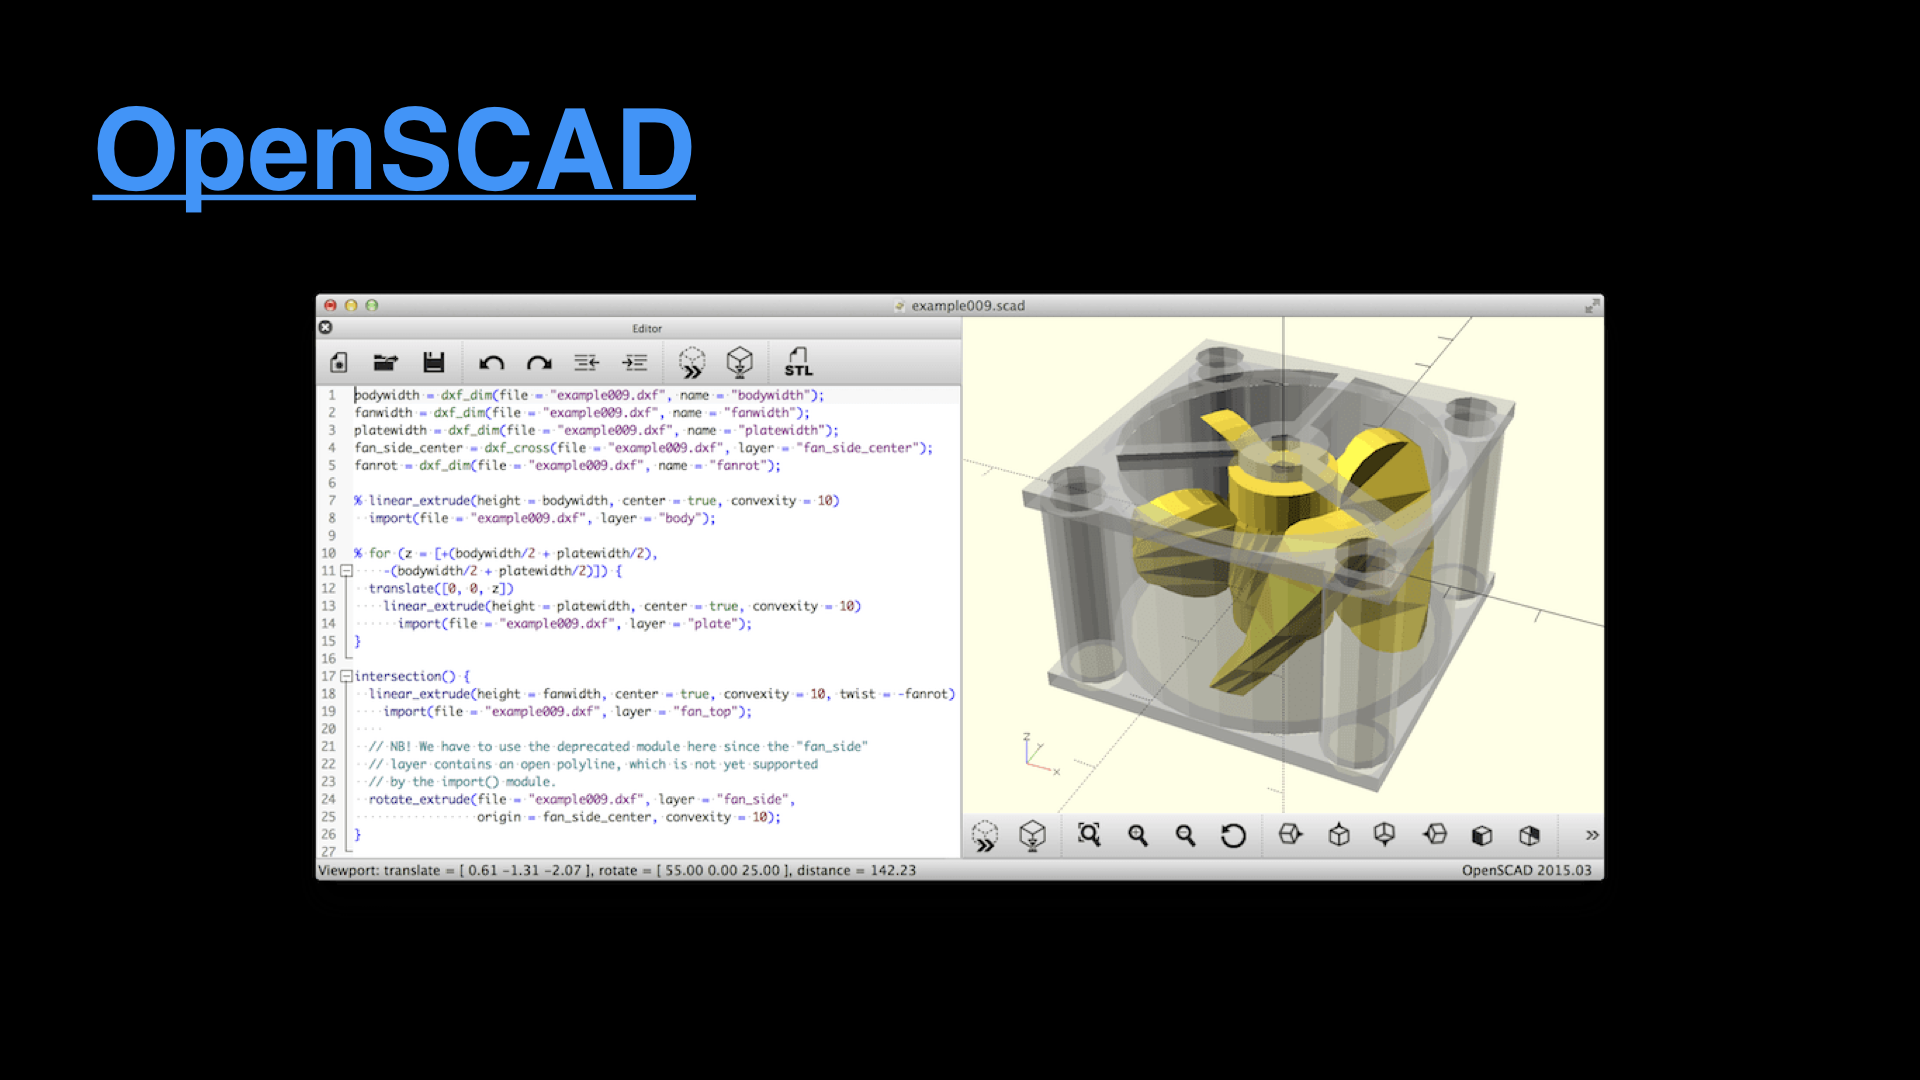 OpenSCAD
example009.scad
Editor
STL
1 bodywidth = dxf_dim(file = "example009.dxf", name = "bodywidth");
2 fanwidth = dxf_dim(file = "example009.dxf", name = "fanwidth");
3 platewidth = dxf_dim(file = "example009.dxf", name = "platewidth");
4 fan_side_center = dxf_cross(file = "example009.dxf", layer = "fan_side_center");
5 fanrot = dxf_dim(file = "example009.dxf", name = "fanrot");
6
7 % linear_extrude(height = bodywidth, center = true, convexity = 10)
8 import(file = "example009.dxf", layer = "body");
9
10 % for (z = [+(bodywidth/2 + platewidth/2),
11 -(bodywidth/2 + platewidth/2)]) {
12 translate([0, 0, z])
13 linear_extrude(height = platewidth, center = true, convexity = 10)
14 import(file = "example009.dxf", layer = "plate");
15 }
16
17 intersection() {
18 linear_extrude(height = fanwidth, center = true, convexity = 10, twist = -fanrot)
19 import(file = "example009.dxf", layer = "fan_top");
20
21 // NB! We have to use the deprecated module here since the "fan_side"
22 // layer contains an open polyline, which is not yet supported
23 // by the import() module.
24 rotate_extrude(file = "example009.dxf", layer = "fan_side",
25 origin = fan_side_center, convexity = 10);
26 }
27
z
y
x
Viewport: translate = [ 0.61 -1.31 -2.07 ], rotate = [ 55.00 0.00 25.00 ], distance = 142.23
OpenSCAD 2015.03